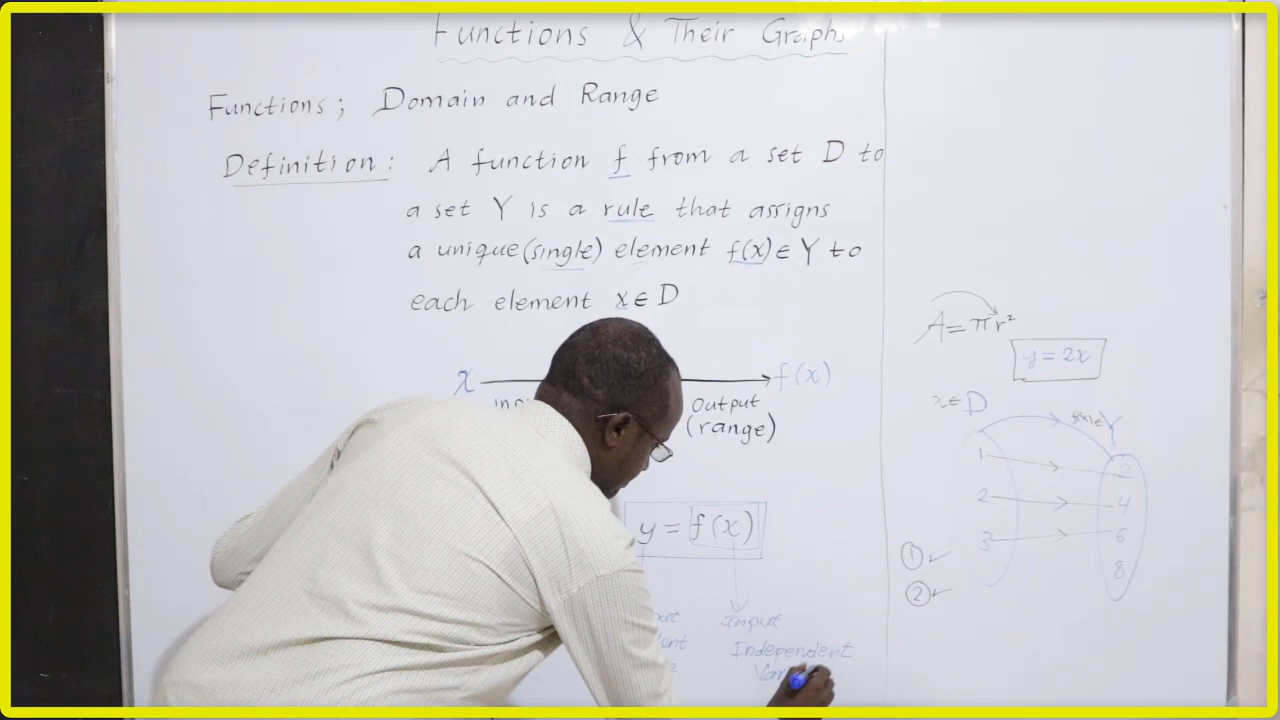 Functions & Their Graphs
Functions; Domain and Range
Definition: A function f from a set D to
a set Y is a rule that assigns
a unique (single) element f(x) ∈ Y to
each element x ∈ D
x → f(x)
Output
(range)
y = f(x)
Input
Independent
A = πr²
y = 2x
x ∈ D
f(x) ∈ Y
1 2
2 4
3 6
8
① ✓
② ✓